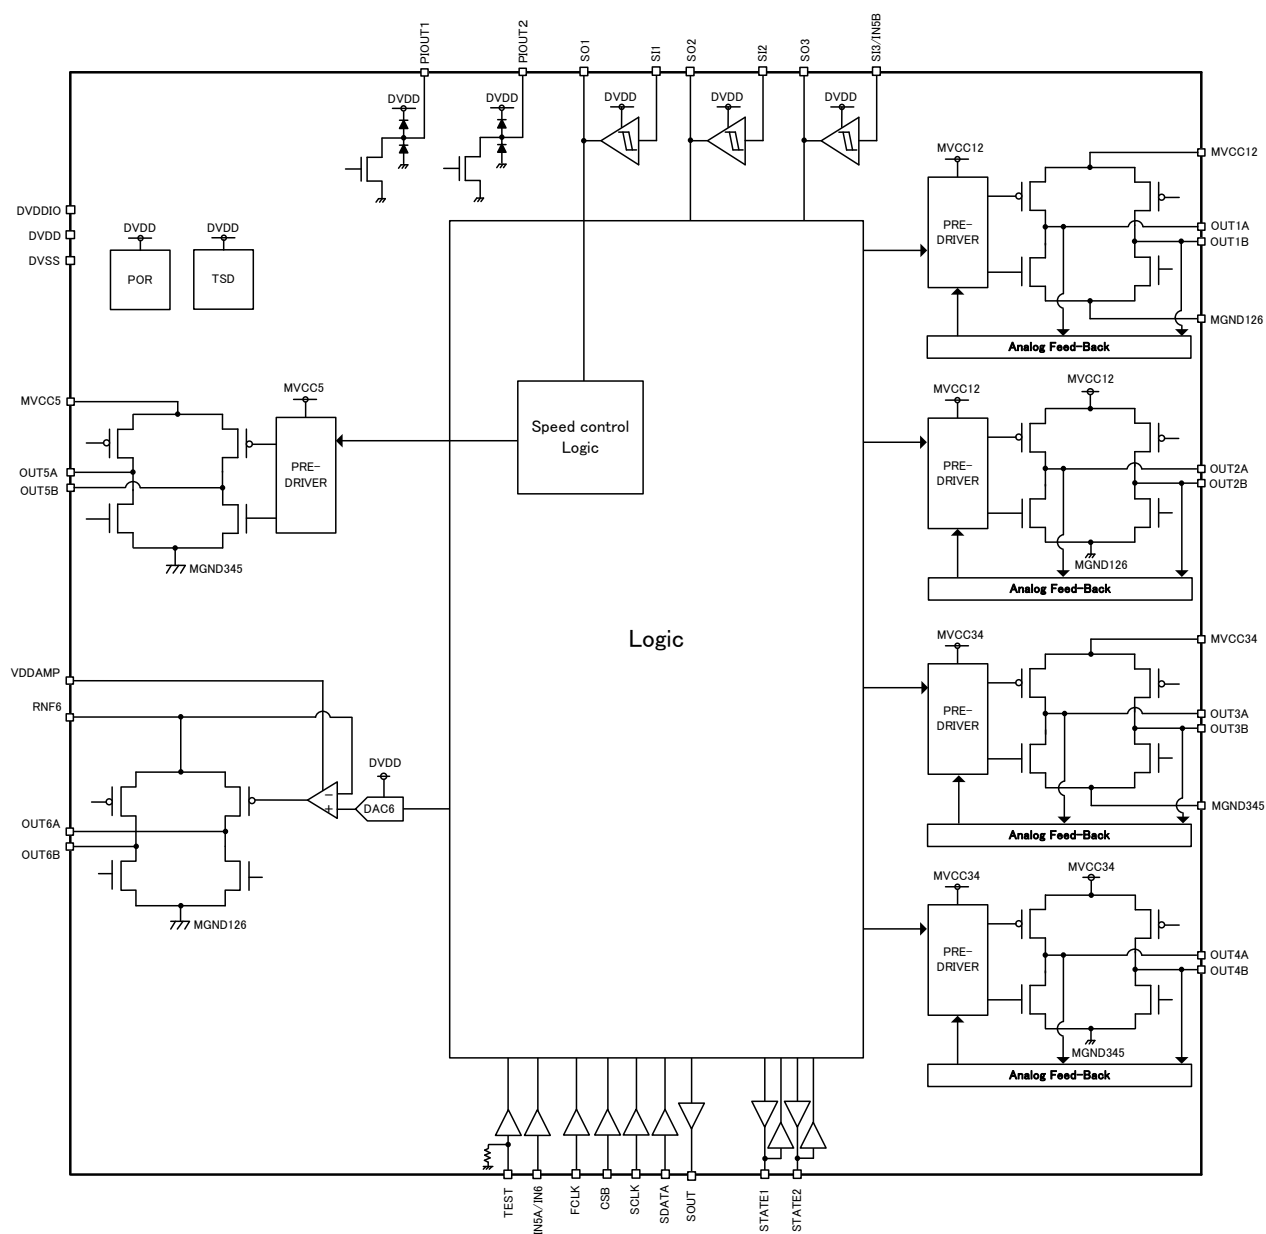 PIOUT1
PIOUT2
SO1
SI1
SO2
SI2
SO3
SI3/IN5B
DVDD
DVDD
DVDD
DVDD
DVDD
DVDDIO
DVDD
DVSS
DVDD
POR
DVDD
TSD
MVCC12
PRE-
DRIVER
MVCC12
OUT1A
OUT1B
MGND126
Analog Feed-Back
MVCC5
MVCC5
PRE-
DRIVER
OUT5A
OUT5B
MGND345
Speed control
Logic
MVCC12
MVCC12
PRE-
DRIVER
OUT2A
OUT2B
MGND126
Analog Feed-Back
Logic
VDDAMP
RNF6
DVDD
-
+
DAC6
OUT6A
OUT6B
MGND126
MVCC34
MVCC34
PRE-
DRIVER
OUT3A
OUT3B
MGND345
Analog Feed-Back
MVCC34
MVCC34
PRE-
DRIVER
OUT4A
OUT4B
MGND345
Analog Feed-Back
TEST
IN5A/IN6
FCLK
CSB
SCLK
SDATA
SOUT
STATE1
STATE2